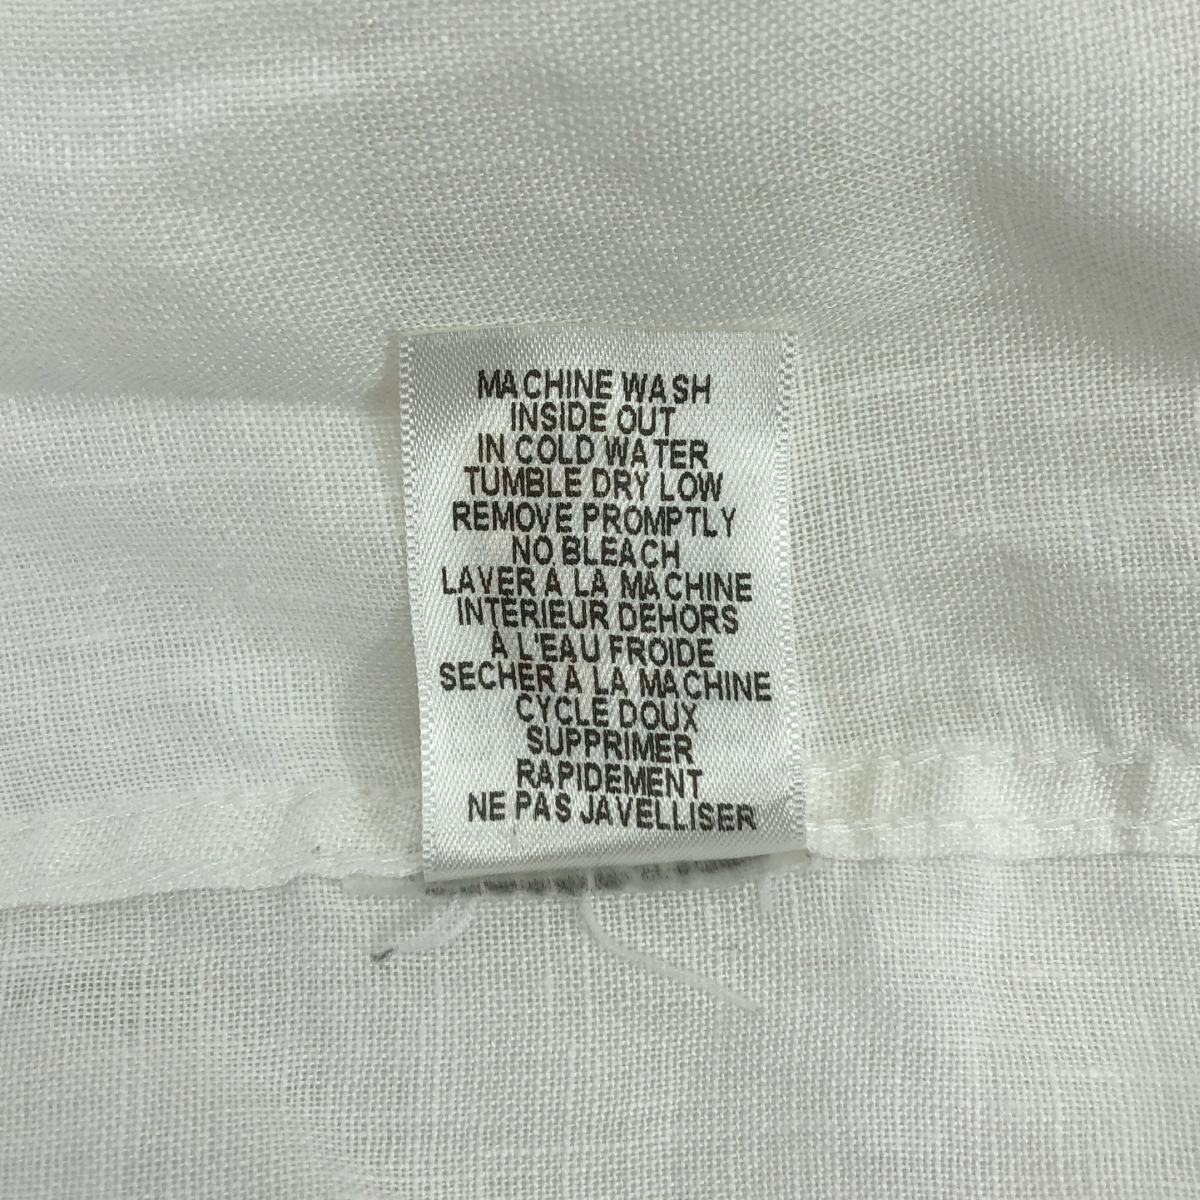 MACHINE WASH
INSIDE OUT
IN COLD WATER
TUMBLE DRY LOW
REMOVE PROMPTLY
NO BLEACH
LAVER A LA MACHINE
INTERIEUR DEHORS
A L'EAU FROIDE
SECHER A LA MACHINE
CYCLE DOUX
SUPPRIMER
RAPIDEMENT
NE PAS JAVELLISER